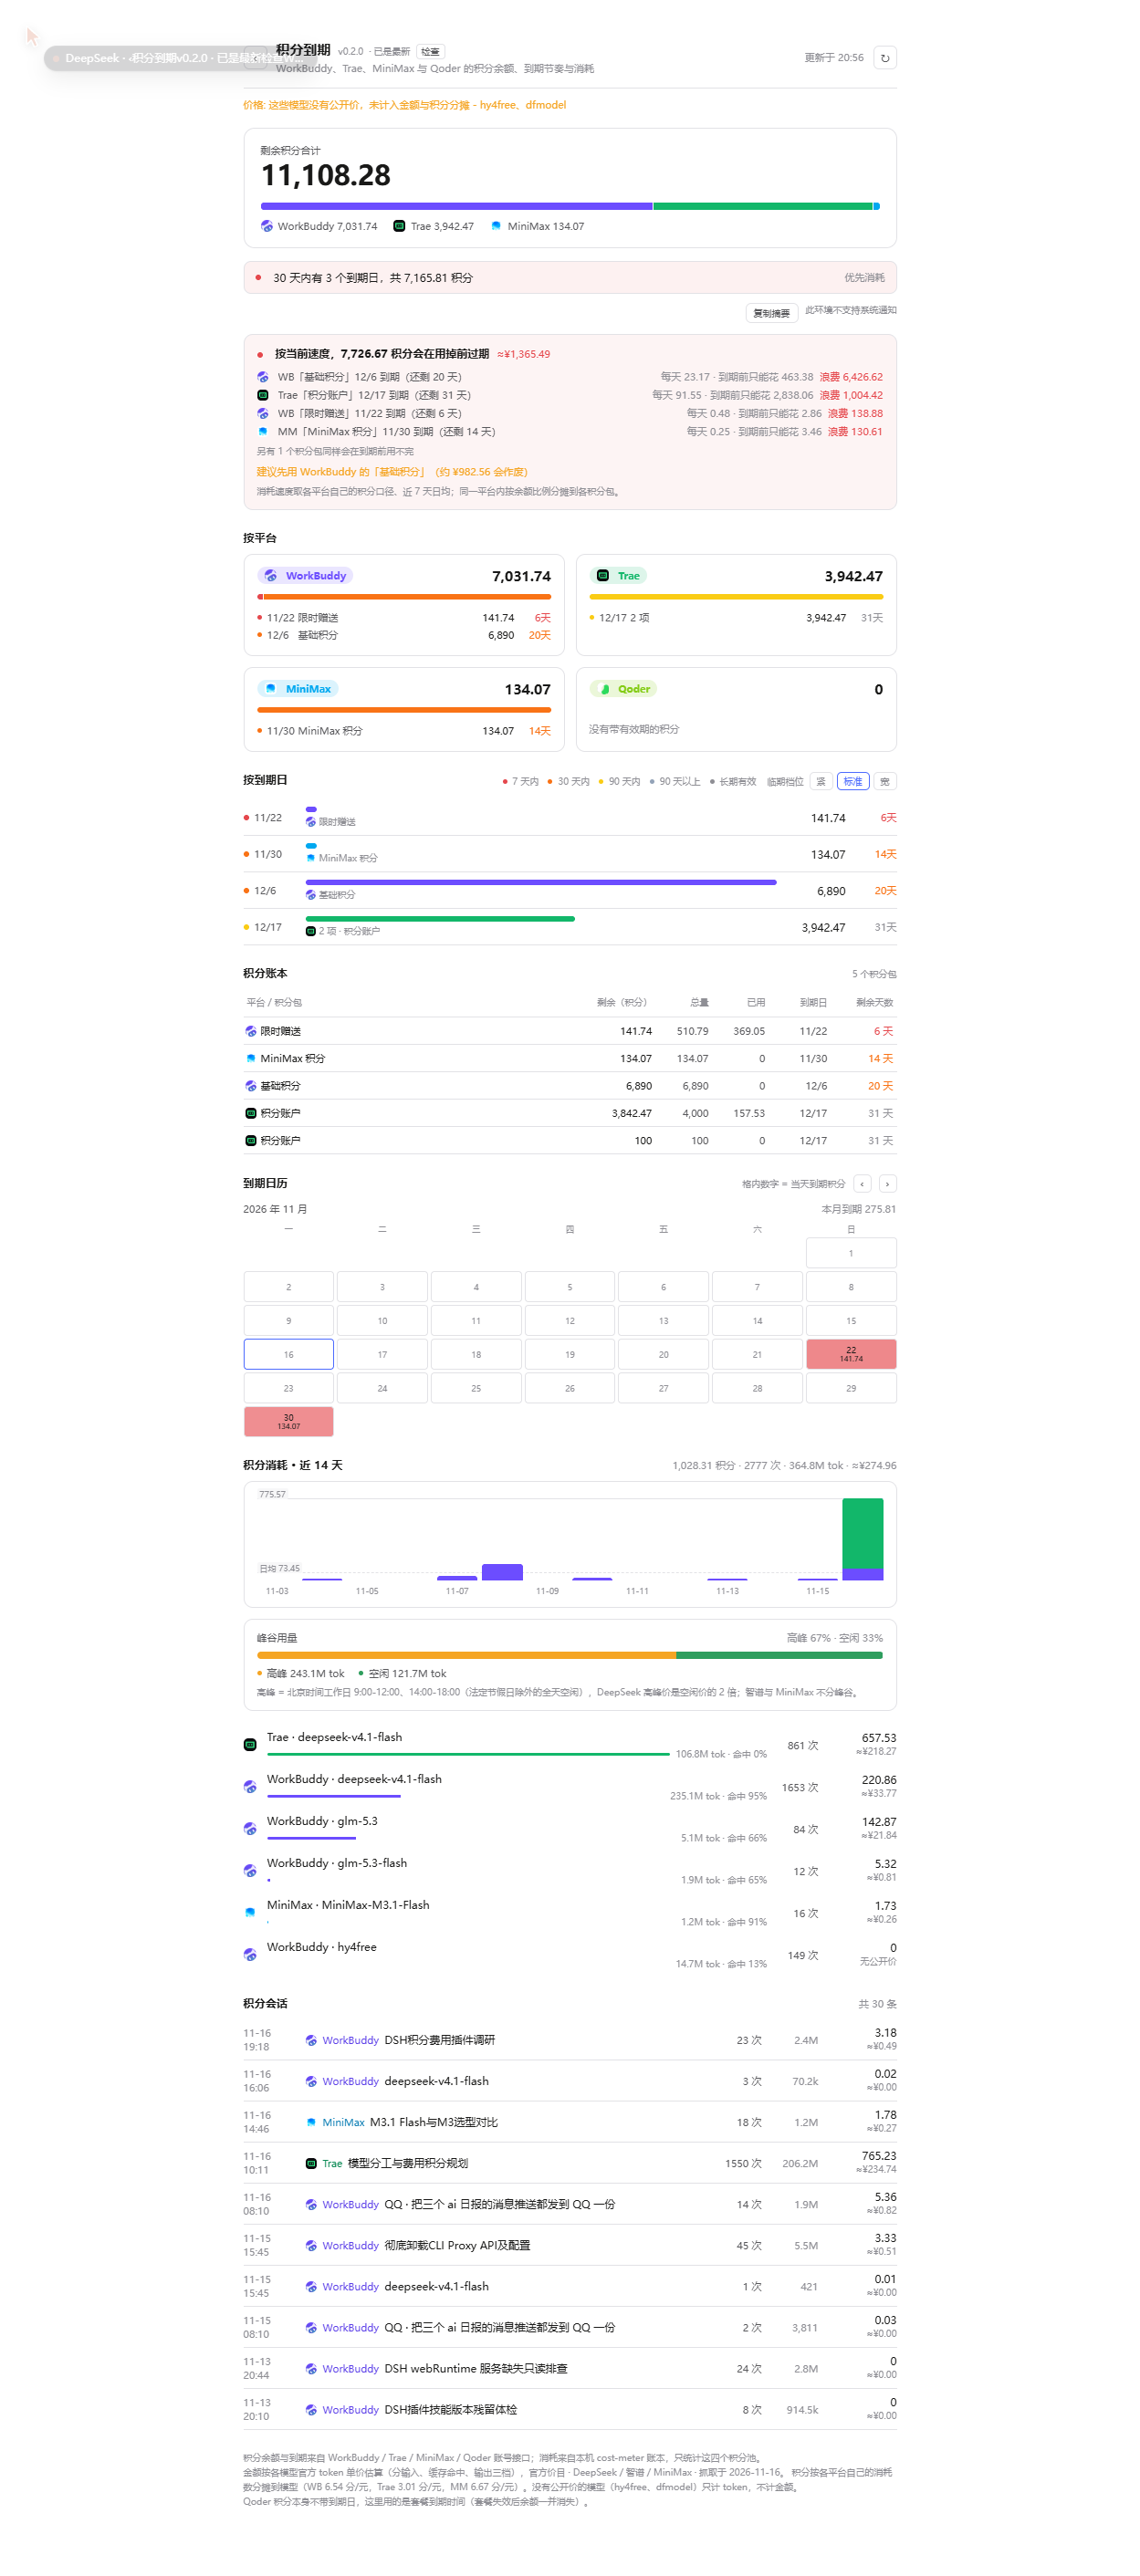 DeepSeek · 积分到期v0.2.0 · 已是最新检查W...
积分到期 v0.2.0 · 已是最新 检查
更新于 20:56 ↻
WorkBuddy、Trae、MiniMax 与 Qoder 的积分余额、到期节奏与消耗
价格: 这些模型没有公开价，未计入金额与积分分摊 - hy4free、dfmodel
剩余积分合计
11,108.28
WorkBuddy 7,031.74 Trae 3,942.47 MiniMax 134.07
30 天内有 3 个到期日，共 7,165.81 积分 优先消耗
复制摘要 此环境不支持系统通知
按当前速度，7,726.67 积分会在用掉前过期 ≈¥1,365.49
WB「基础积分」12/6 到期（还剩 20 天） 每天 23.17 · 到期前只能花 463.38 浪费 6,426.62
Trae「积分账户」12/17 到期（还剩 31 天） 每天 91.55 · 到期前只能花 2,838.06 浪费 1,004.42
WB「限时赠送」11/22 到期（还剩 6 天） 每天 0.48 · 到期前只能花 2.86 浪费 138.88
MM「MiniMax 积分」11/30 到期（还剩 14 天） 每天 0.25 · 到期前只能花 3.46 浪费 130.61
另有 1 个积分包同样会在到期前用不完
建议先用 WorkBuddy 的「基础积分」（约 ¥982.56 会作废）
消耗速度取各平台自己的积分口径、近 7 天日均；同一平台内按余额比例分摊到各积分包。
按平台
WorkBuddy 7,031.74
11/22 限时赠送 141.74 6天
12/6 基础积分 6,890 20天
Trae 3,942.47
12/17 2 项 3,942.47 31天
MiniMax 134.07
11/30 MiniMax 积分 134.07 14天
Qoder 0
没有带有效期的积分
按到期日 7 天内 30 天内 90 天内 90 天以上 长期有效 临期档位 紧 标准 宽
11/22 限时赠送 141.74 6天
11/30 MiniMax 积分 134.07 14天
12/6 基础积分 6,890 20天
12/17 2 项 · 积分账户 3,942.47 31天
积分账本 5 个积分包
平台 / 积分包 剩余（积分） 总量 已用 到期日 剩余天数
限时赠送 141.74 510.79 369.05 11/22 6 天
MiniMax 积分 134.07 134.07 0 11/30 14 天
基础积分 6,890 6,890 0 12/6 20 天
积分账户 3,842.47 4,000 157.53 12/17 31 天
积分账户 100 100 0 12/17 31 天
到期日历 格内数字 = 当天到期积分 ‹ ›
2026 年 11 月 本月到期 275.81
一 二 三 四 五 六 日
1
2 3 4 5 6 7 8
9 10 11 12 13 14 15
16 17 18 19 20 21 22
141.74
23 24 25 26 27 28 29
30
134.07
积分消耗 · 近 14 天 1,028.31 积分 · 2777 次 · 364.8M tok · ≈¥274.96
775.57
日均 73.45
11-03 11-05 11-07 11-09 11-11 11-13 11-15
峰谷用量 高峰 67% · 空闲 33%
高峰 243.1M tok 空闲 121.7M tok
高峰 = 北京时间工作日 9:00-12:00、14:00-18:00（法定节假日除外的全天空闲），DeepSeek 高峰价是空闲价的 2 倍；智谱与 MiniMax 不分峰谷。
Trae · deepseek-v4.1-flash 106.8M tok · 命中 0% 861 次 657.53 ≈¥218.27
WorkBuddy · deepseek-v4.1-flash 235.1M tok · 命中 95% 1653 次 220.86 ≈¥33.77
WorkBuddy · glm-5.3 5.1M tok · 命中 66% 84 次 142.87 ≈¥21.84
WorkBuddy · glm-5.3-flash 1.9M tok · 命中 65% 12 次 5.32 ≈¥0.81
MiniMax · MiniMax-M3.1-Flash 1.2M tok · 命中 91% 16 次 1.73 ≈¥0.26
WorkBuddy · hy4free 14.7M tok · 命中 13% 149 次 0 无公开价
积分会话 共 30 条
11-16 19:18 WorkBuddy DSH积分费用插件调研 23 次 2.4M 3.18 ≈¥0.49
11-16 16:06 WorkBuddy deepseek-v4.1-flash 3 次 70.2k 0.02 ≈¥0.00
11-16 14:46 MiniMax M3.1 Flash与M3选型对比 18 次 1.2M 1.78 ≈¥0.27
11-16 10:11 Trae 模型分工与费用积分规划 1550 次 206.2M 765.23 ≈¥234.74
11-16 08:10 WorkBuddy QQ · 把三个 ai 日报的消息推送都发到 QQ 一份 14 次 1.9M 5.36 ≈¥0.82
11-15 15:45 WorkBuddy 彻底卸载CLI Proxy API及配置 45 次 5.5M 3.33 ≈¥0.51
11-15 15:45 WorkBuddy deepseek-v4.1-flash 1 次 421 0.01 ≈¥0.00
11-15 08:10 WorkBuddy QQ · 把三个 ai 日报的消息推送都发到 QQ 一份 2 次 3,811 0.03 ≈¥0.00
11-13 20:44 WorkBuddy DSH webRuntime 服务缺失只读排查 24 次 2.8M 0 ≈¥0.00
11-13 20:10 WorkBuddy DSH插件技能版本残留体检 8 次 914.5k 0 ≈¥0.00
积分余额与到期来自 WorkBuddy / Trae / MiniMax / Qoder 账号接口；消耗来自本机 cost-meter 账本，只统计这四个积分池。
金额按各模型官方 token 单价估算（分输入、缓存命中、输出三档），官方价目 · DeepSeek / 智谱 / MiniMax · 抓取于 2026-11-16。 积分按各平台自己的消耗
数分摊到模型（WB 6.54 分/元，Trae 3.01 分/元，MM 6.67 分/元）。没有公开价的模型（hy4free、dfmodel）只计 token，不计金额。
Qoder 积分本身不带到期日，这里用的是套餐到期时间（套餐失效后余额一并消失）。